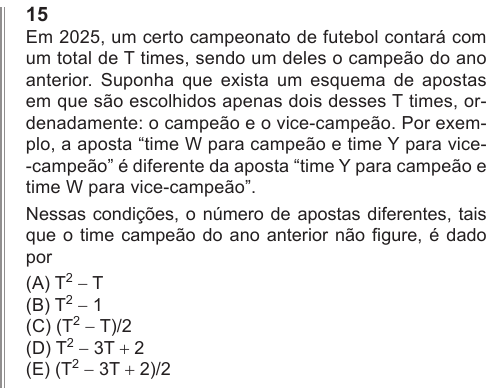 15
Em 2025, um certo campeonato de futebol contará com
um total de T times, sendo um deles o campeão do ano
anterior. Suponha que exista um esquema de apostas
em que são escolhidos apenas dois desses T times, or-
denadamente: o campeão e o vice-campeão. Por exem-
plo, a aposta “time W para campeão e time Y para vice-
-campeão” é diferente da aposta “time Y para campeão e
time W para vice-campeão”.
Nessas condições, o número de apostas diferentes, tais
que o time campeão do ano anterior não figure, é dado
por
(A) T² – T
(B) T² – 1
(C) (T² – T)/2
(D) T² – 3T + 2
(E) (T² – 3T + 2)/2